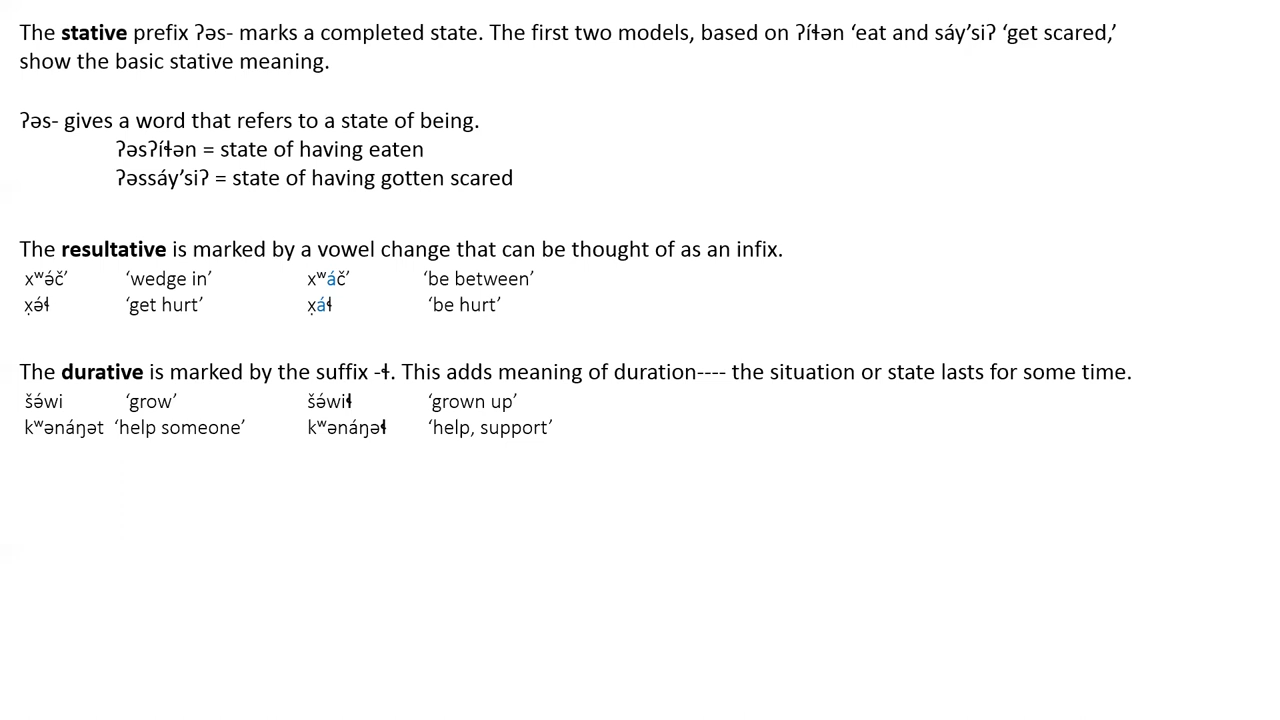 The stative prefix ʔəs- marks a completed state. The first two models, based on ʔíɬən ‘eat and sáy’siʔ ‘get scared,’
show the basic stative meaning.
ʔəs- gives a word that refers to a state of being.
ʔəsʔíɬən = state of having eaten
ʔəssáy’siʔ = state of having gotten scared
The resultative is marked by a vowel change that can be thought of as an infix.
xʷə́č’ ‘wedge in’ xʷáč’ ‘be between’
x̣ə́ɬ ‘get hurt’ x̣áɬ ‘be hurt’
The durative is marked by the suffix -ɬ. This adds meaning of duration---- the situation or state lasts for some time.
šə́wi ‘grow’ šə́wiɬ ‘grown up’
kʷənáŋət ‘help someone’ kʷənáŋəɬ ‘help, support’